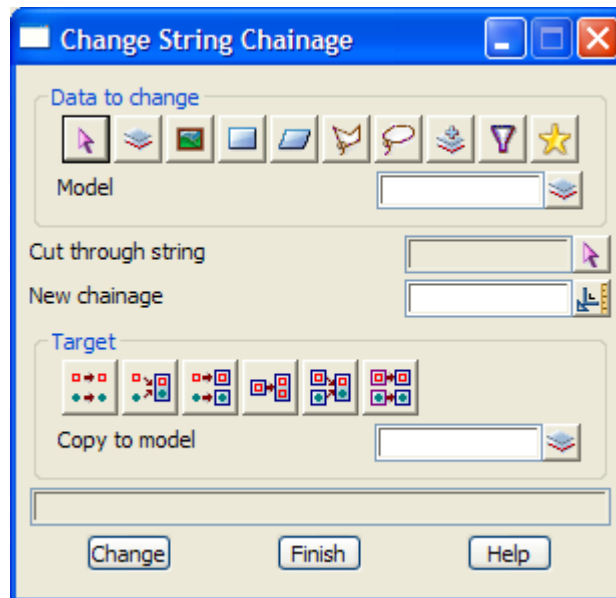 Change String Chainage
Data to change
Model
Cut through string
New chainage
Target
Copy to model
Change Finish Help